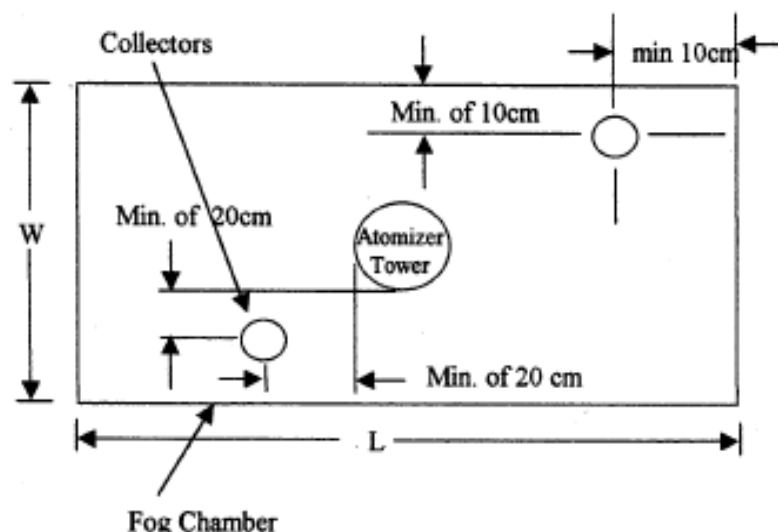 Collectors
min 10cm
Min. of 10cm
Min. of 20cm
W
Atomizer
Tower
Min. of 20 cm
L
Fog Chamber